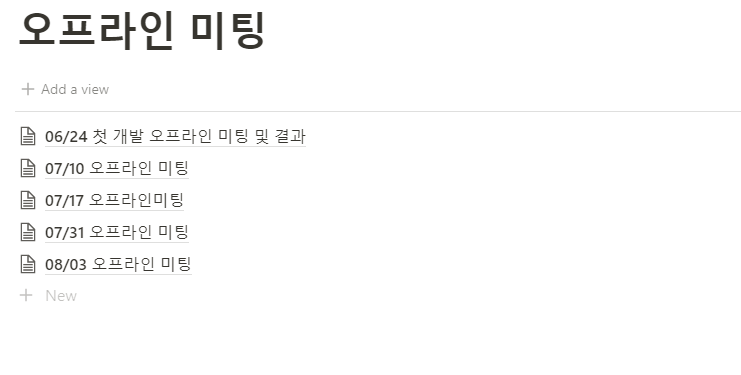 오프라인 미팅
Add a view
06/24 첫 개발 오프라인 미팅 및 결과
07/10 오프라인 미팅
07/17 오프라인미팅
07/31 오프라인 미팅
08/03 오프라인 미팅
New